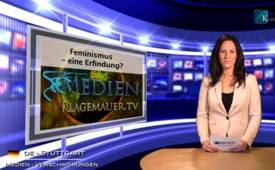 Feminismus
- eine Erfindung?
MEDIEN
KLAGEMAUER.TV
DE - STUTTGART
MEDIEN - VERSCHWÖRUNGEN